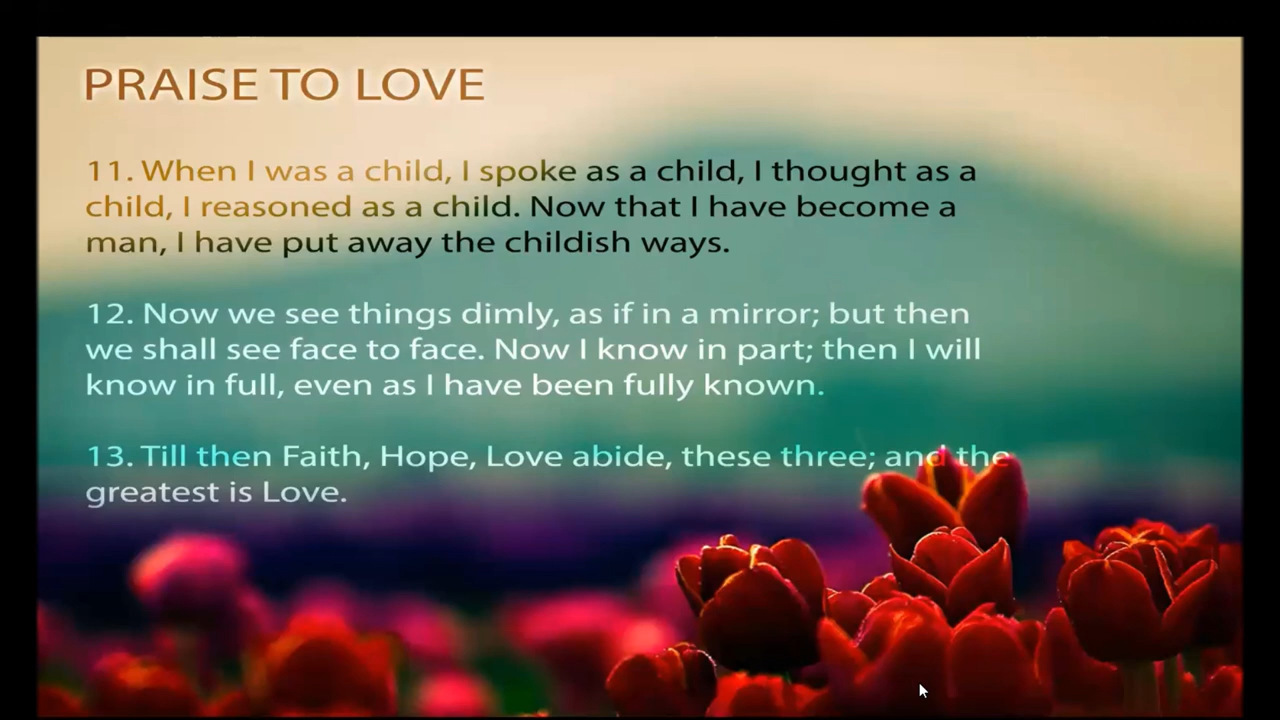 PRAISE TO LOVE
11. When I was a child, I spoke as a child, I thought as a
child, I reasoned as a child. Now that I have become a
man, I have put away the childish ways.
12. Now we see things dimly, as if in a mirror; but then
we shall see face to face. Now I know in part; then I will
know in full, even as I have been fully known.
13. Till then Faith, Hope, Love abide, these three; and the
greatest is Love.